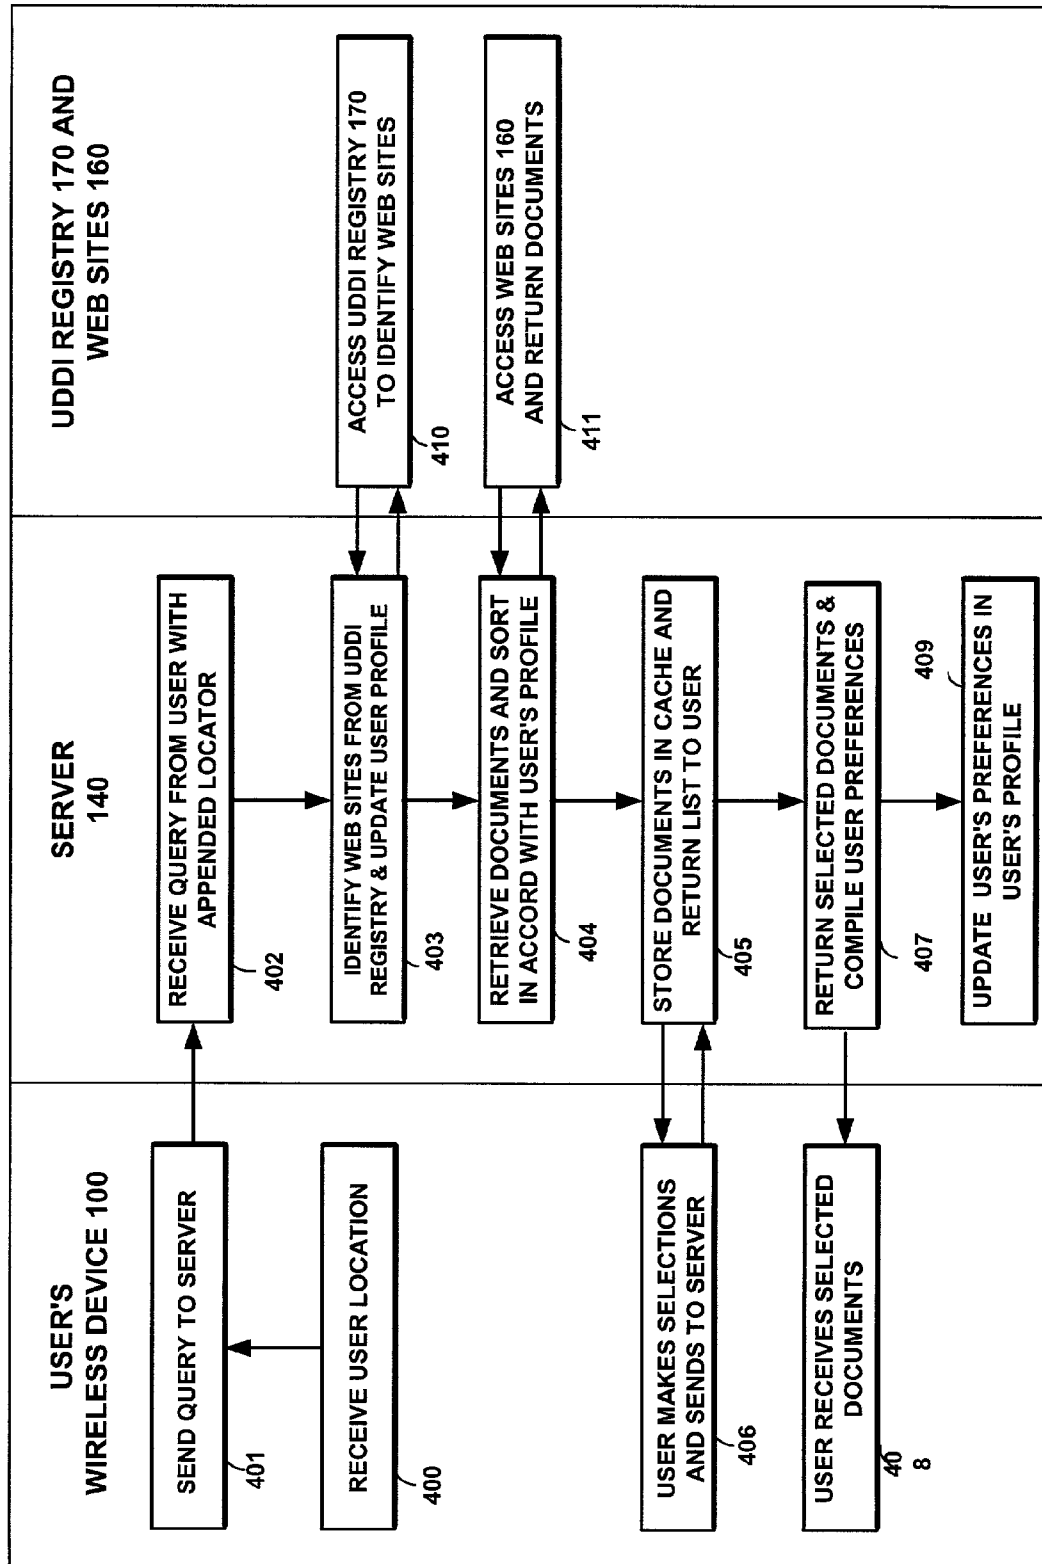 USER'S
WIRELESS DEVICE 100
SERVER
140
UDDI REGISTRY 170 AND
WEB SITES 160
SEND QUERY TO SERVER
401
RECEIVE USER LOCATION
400
RECEIVE QUERY FROM USER WITH
APPENDED LOCATOR
402
IDENTIFY WEB SITES FROM UDDI
REGISTRY & UPDATE USER PROFILE
403
ACCESS UDDI REGISTRY 170
TO IDENTIFY WEB SITES
410
RETRIEVE DOCUMENTS AND SORT
IN ACCORD WITH USER'S PROFILE
404
ACCESS WEB SITES 160
AND RETURN DOCUMENTS
411
STORE DOCUMENTS IN CACHE AND
RETURN LIST TO USER
405
USER MAKES SELECTIONS
AND SENDS TO SERVER
406
RETURN SELECTED DOCUMENTS &
COMPILE USER PREFERENCES
407
USER RECEIVES SELECTED
DOCUMENTS
40
8
UPDATE USER'S PREFERENCES IN
USER'S PROFILE
409